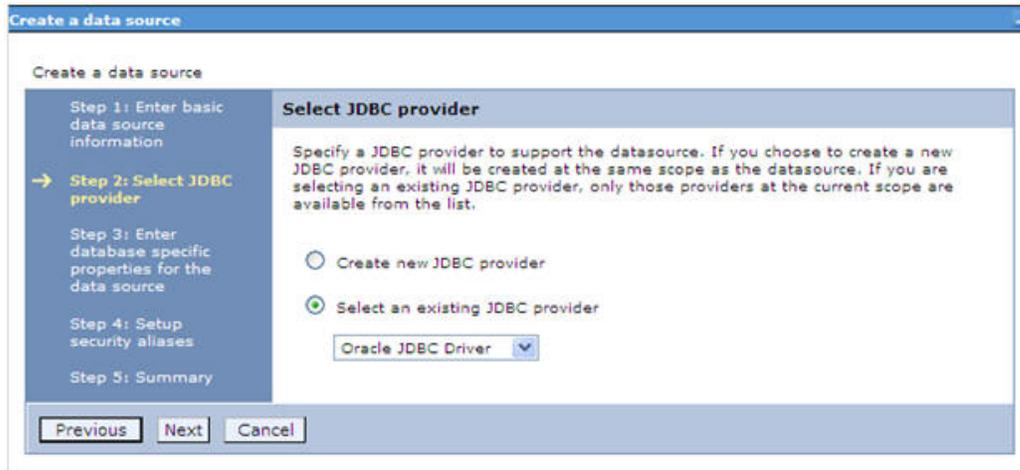 Create a data source
Create a data source
Step 1: Enter basic
data source
information
Step 2: Select JDBC
provider
Step 3: Enter
database specific
properties for the
data source
Step 4: Setup
security aliases
Step 5: Summary
Select JDBC provider
Specify a JDBC provider to support the datasource. If you choose to create a new
JDBC provider, it will be created at the same scope as the datasource. If you are
selecting an existing JDBC provider, only those providers at the current scope are
available from the list.
Create new JDBC provider
Select an existing JDBC provider
Oracle JDBC Driver
Previous Next Cancel